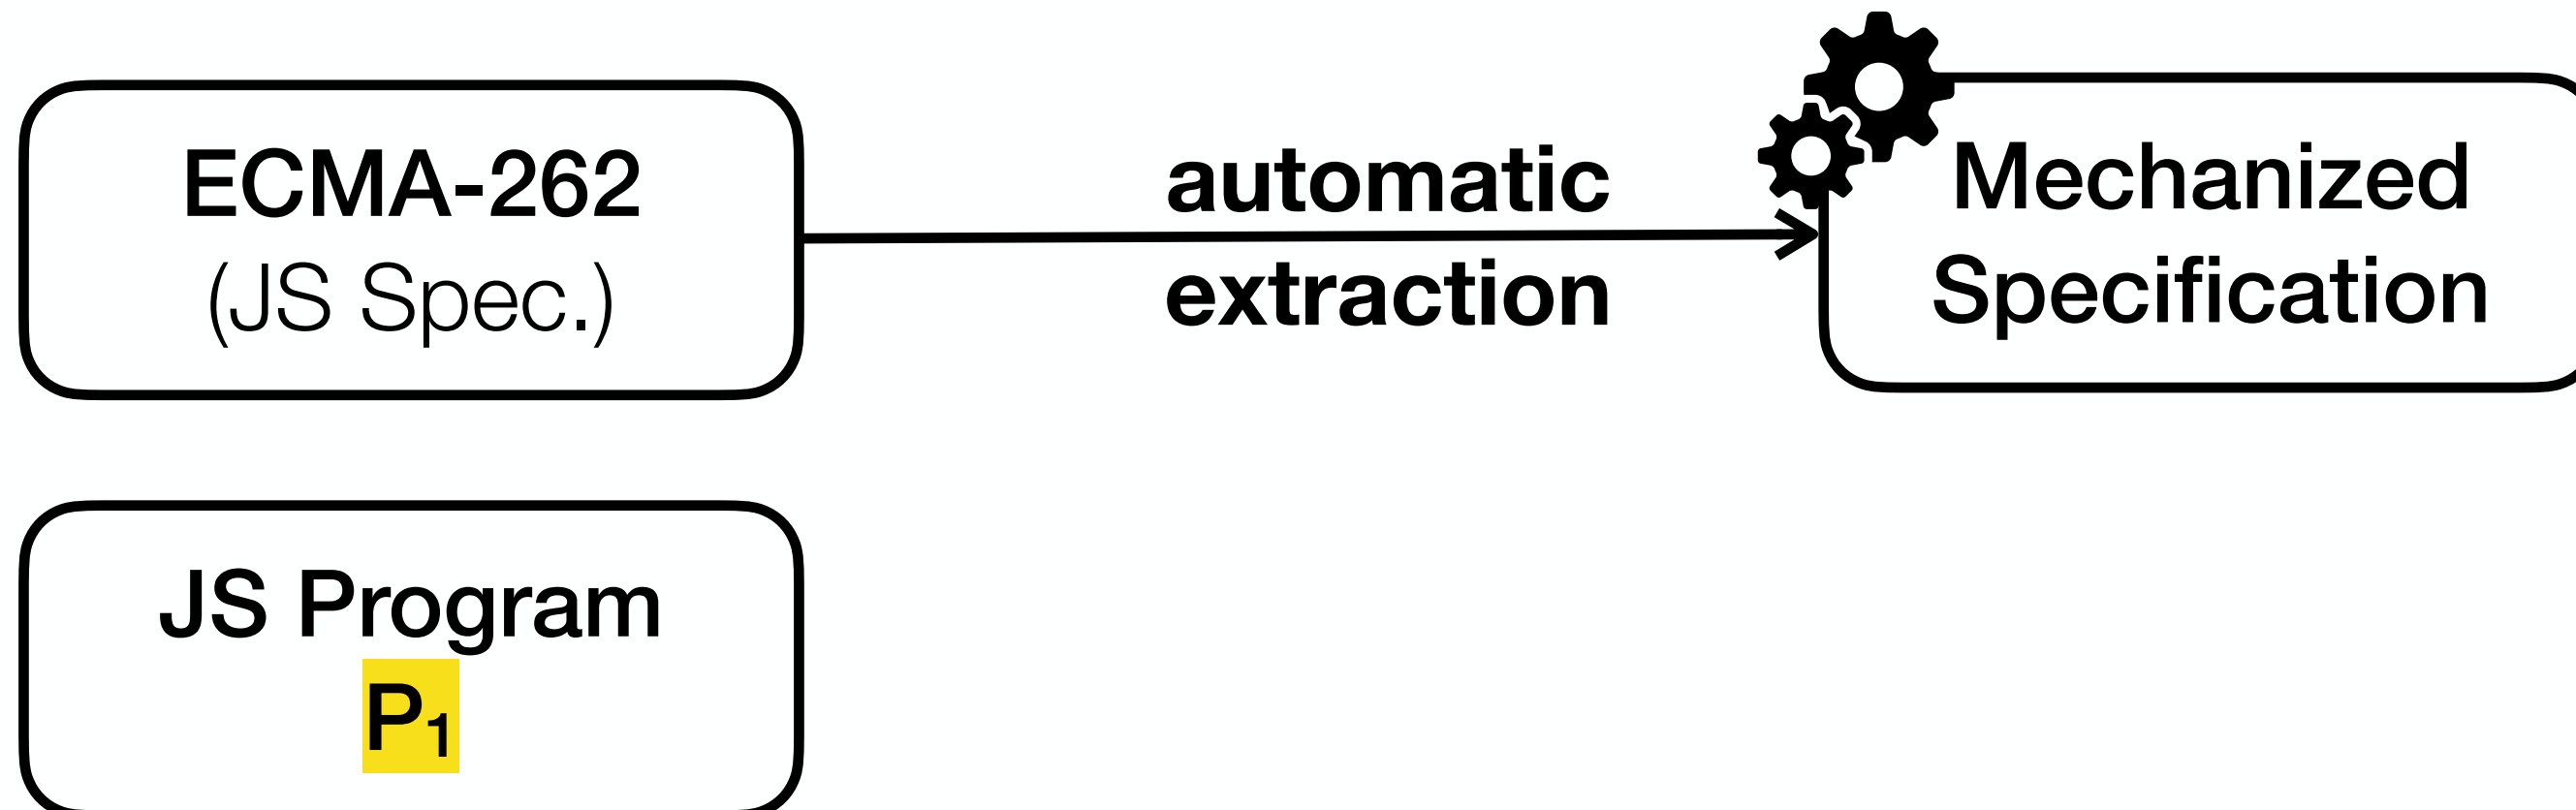 ECMA-262
(JS Spec.)
automatic
extraction
Mechanized
Specification
JS Program
P₁